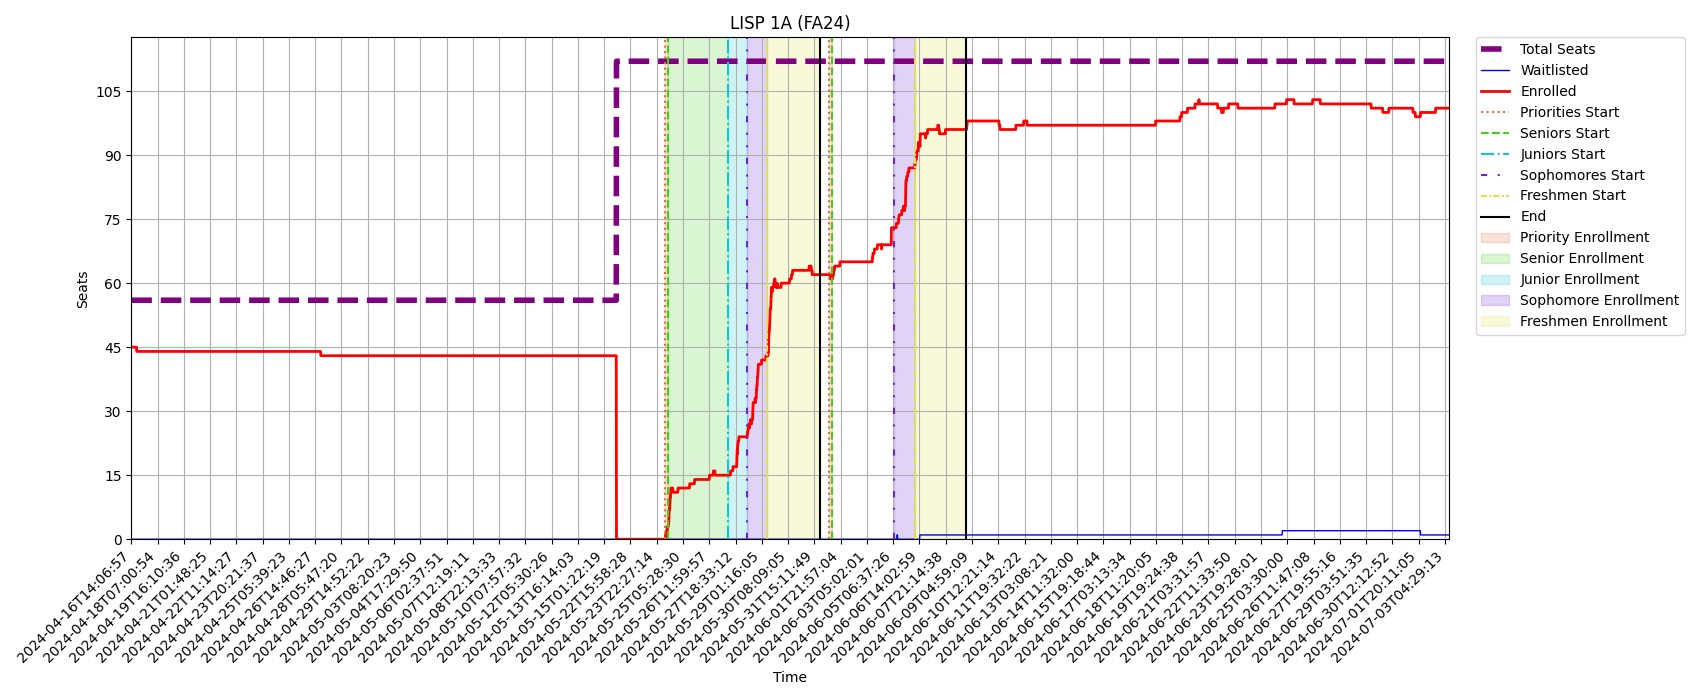 LISP 1A (FA24)
105
90
75
60
45
30
15
0
Seats
2024-04-16T14:06:57
2024-04-18T07:00:54
2024-04-19T16:10:36
2024-04-21T01:48:25
2024-04-22T11:14:27
2024-04-23T20:21:37
2024-04-25T05:39:23
2024-04-26T14:46:27
2024-04-28T05:47:20
2024-04-29T14:52:22
2024-05-03T08:20:23
2024-05-04T17:29:50
2024-05-06T02:37:51
2024-05-07T12:19:11
2024-05-08T22:13:33
2024-05-10T07:57:32
2024-05-12T05:30:26
2024-05-13T16:14:03
2024-05-15T01:22:19
2024-05-22T15:58:28
2024-05-23T22:27:14
2024-05-25T05:28:30
2024-05-26T11:59:57
2024-05-27T18:33:12
2024-05-29T01:16:05
2024-05-30T08:09:05
2024-05-31T15:11:49
2024-06-01T21:57:04
2024-06-03T05:02:01
2024-06-05T06:37:26
2024-06-06T14:02:59
2024-06-07T21:14:38
2024-06-09T04:59:09
2024-06-10T12:21:14
2024-06-11T19:32:22
2024-06-13T03:08:21
2024-06-14T11:32:00
2024-06-15T19:18:44
2024-06-17T03:13:34
2024-06-18T11:20:05
2024-06-19T19:24:38
2024-06-21T03:31:57
2024-06-22T11:33:50
2024-06-23T19:28:01
2024-06-25T03:30:00
2024-06-26T11:47:08
2024-06-27T19:55:16
2024-06-29T03:51:35
2024-06-30T12:12:52
2024-07-01T20:11:05
2024-07-03T04:29:13
Time
Total Seats
Waitlisted
Enrolled
Priorities Start
Seniors Start
Juniors Start
Sophomores Start
Freshmen Start
End
Priority Enrollment
Senior Enrollment
Junior Enrollment
Sophomore Enrollment
Freshmen Enrollment